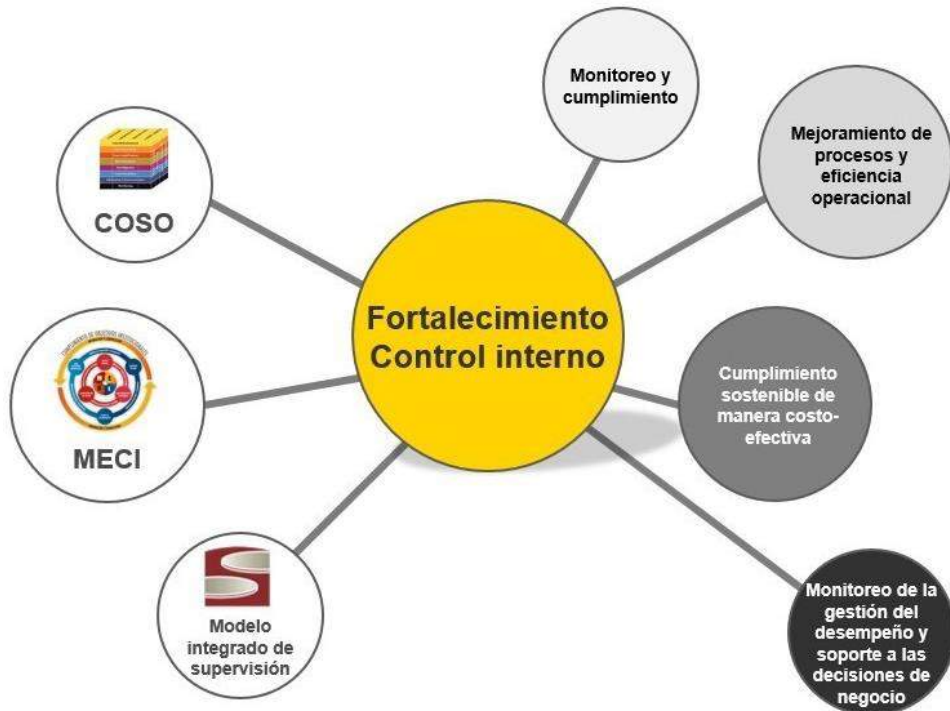 Monitoreo y
cumplimiento
Mejoramiento de
procesos y
eficiencia
operacional
COSO
Fortalecimiento
Control interno
Cumplimiento
sostenible de
manera costo-
efectiva
MECI
Modelo
integrado de
supervisión
Monitoreo de la
gestión del
desempeño y
soporte a las
decisiones de
negocio